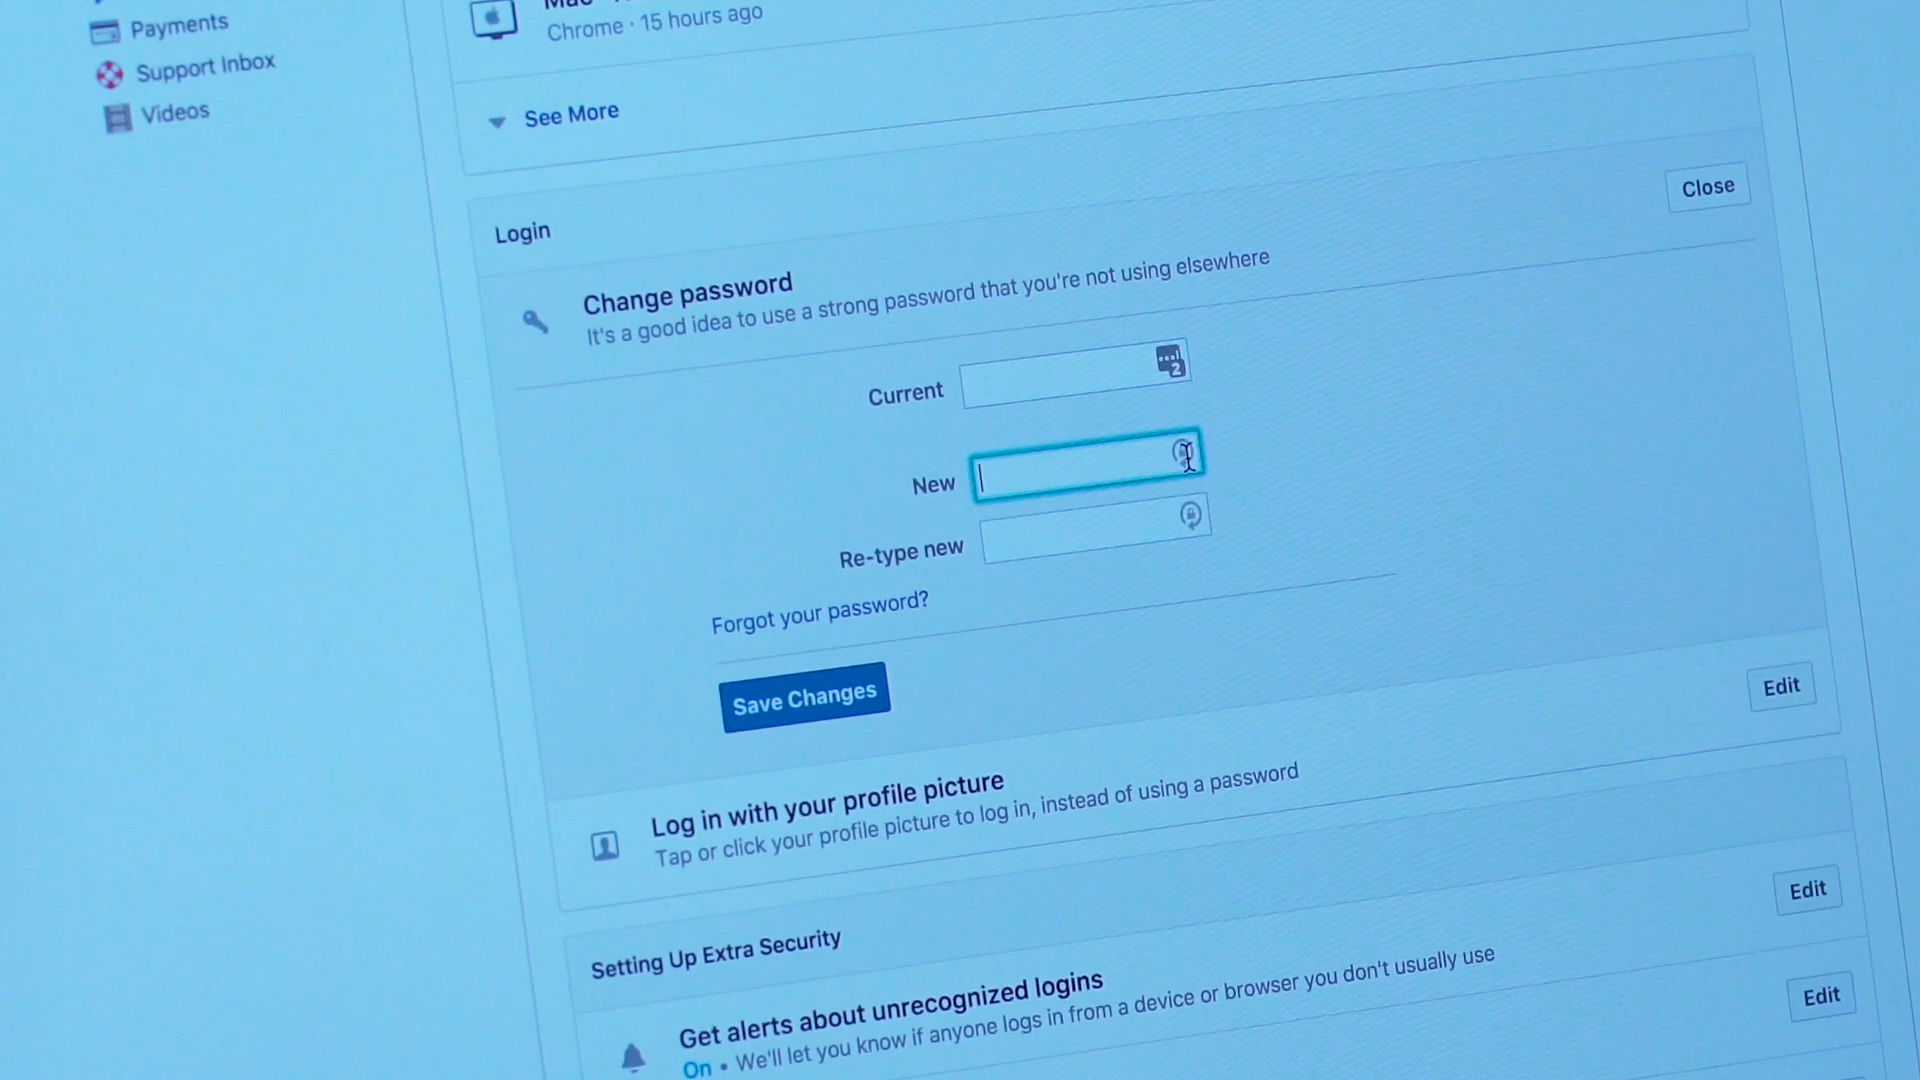 Payments
Support Inbox
Videos
Chrome · 15 hours ago
See More
Login
Close
Change password
It's a good idea to use a strong password that you're not using elsewhere
Current
2
New
Re-type new
Forgot your password?
Save Changes
Edit
Log in with your profile picture
Tap or click your profile picture to log in, instead of using a password
Setting Up Extra Security
Edit
Get alerts about unrecognized logins
On • We'll let you know if anyone logs in from a device or browser you don't usually use
Edit